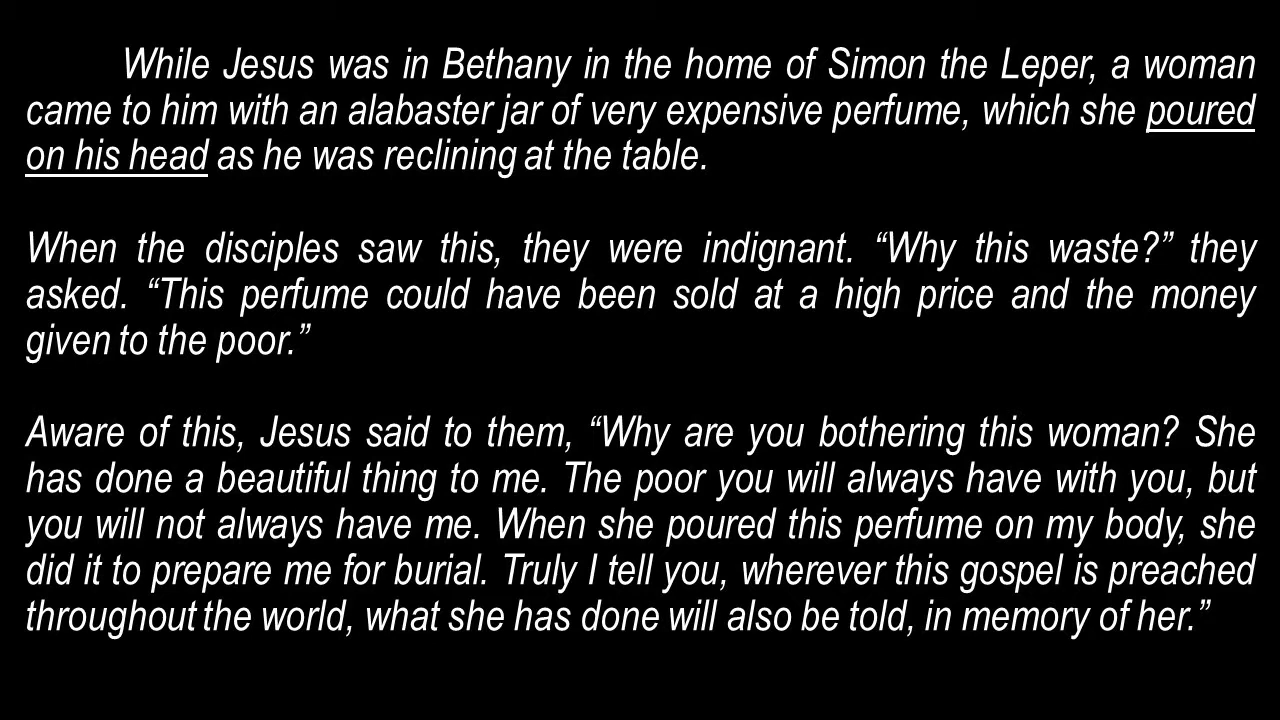 While Jesus was in Bethany in the home of Simon the Leper, a woman
came to him with an alabaster jar of very expensive perfume, which she poured
on his head as he was reclining at the table.
When the disciples saw this, they were indignant. “Why this waste?” they
asked. “This perfume could have been sold at a high price and the money
given to the poor.”
Aware of this, Jesus said to them, “Why are you bothering this woman? She
has done a beautiful thing to me. The poor you will always have with you, but
you will not always have me. When she poured this perfume on my body, she
did it to prepare me for burial. Truly I tell you, wherever this gospel is preached
throughout the world, what she has done will also be told, in memory of her.”